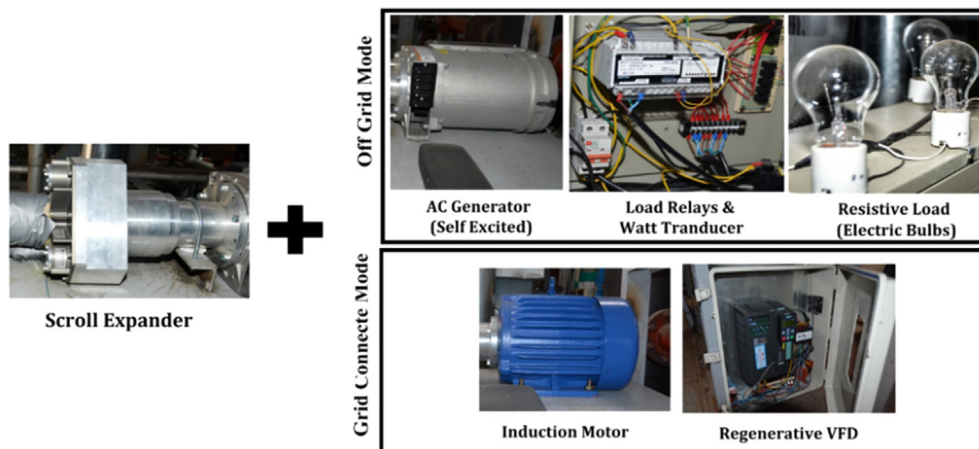 Off Grid Mode
AC Generator
(Self Excited)
Load Relays &
Watt Tranducer
Resistive Load
(Electric Bulbs)
Scroll Expander
Grid Connecte Mode
Induction Motor
Regenerative VFD